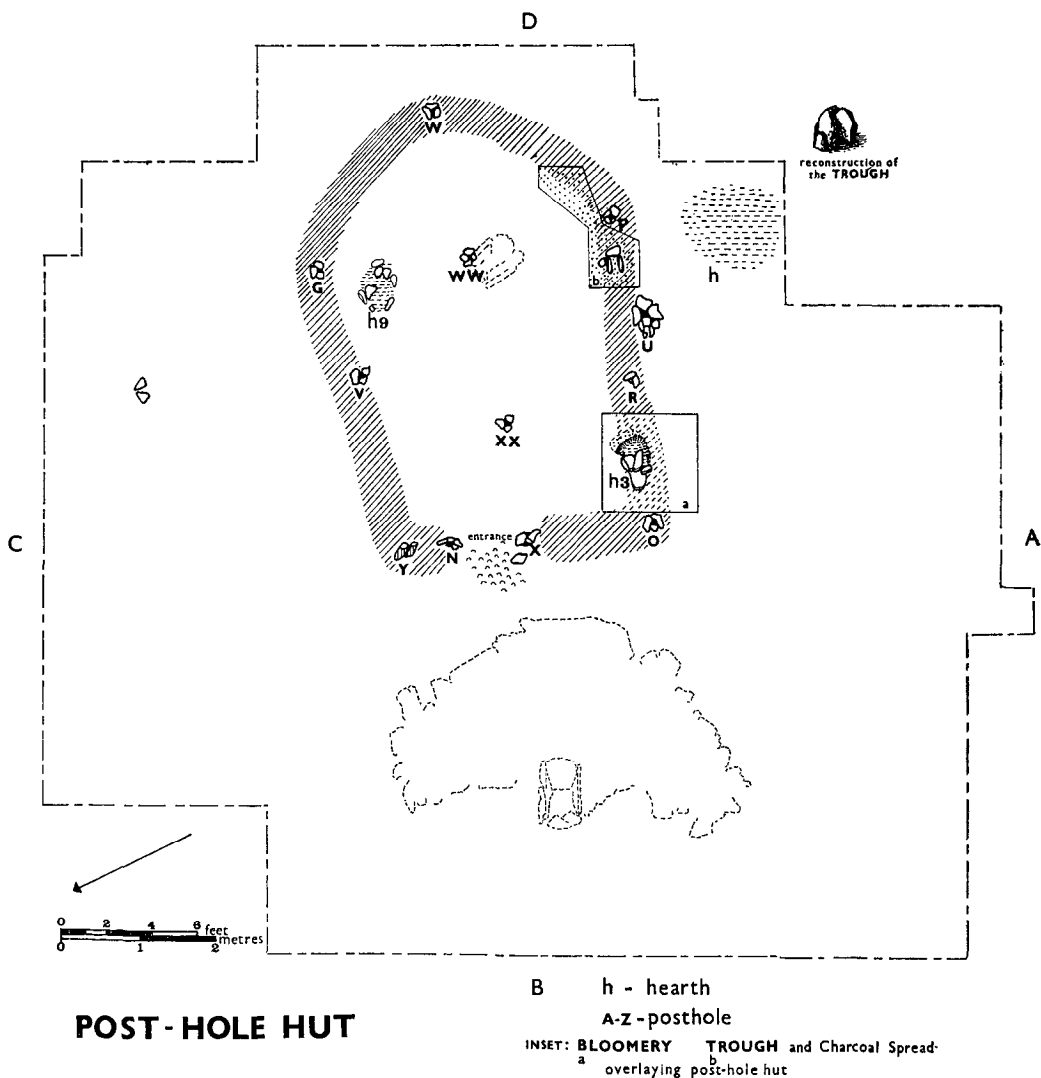 D
reconstruction of
the TROUGH
W
P
h
WW
b
G
h9
U
V
R
XX
h3
a
C
entrance
A
Y
N
X
O
0 2 4 6 feet
0 1 2 metres
B
h - hearth
POST-HOLE HUT
A-Z - posthole
INSET: BLOOMERY TROUGH and Charcoal Spread-
a b
overlaying post-hole hut